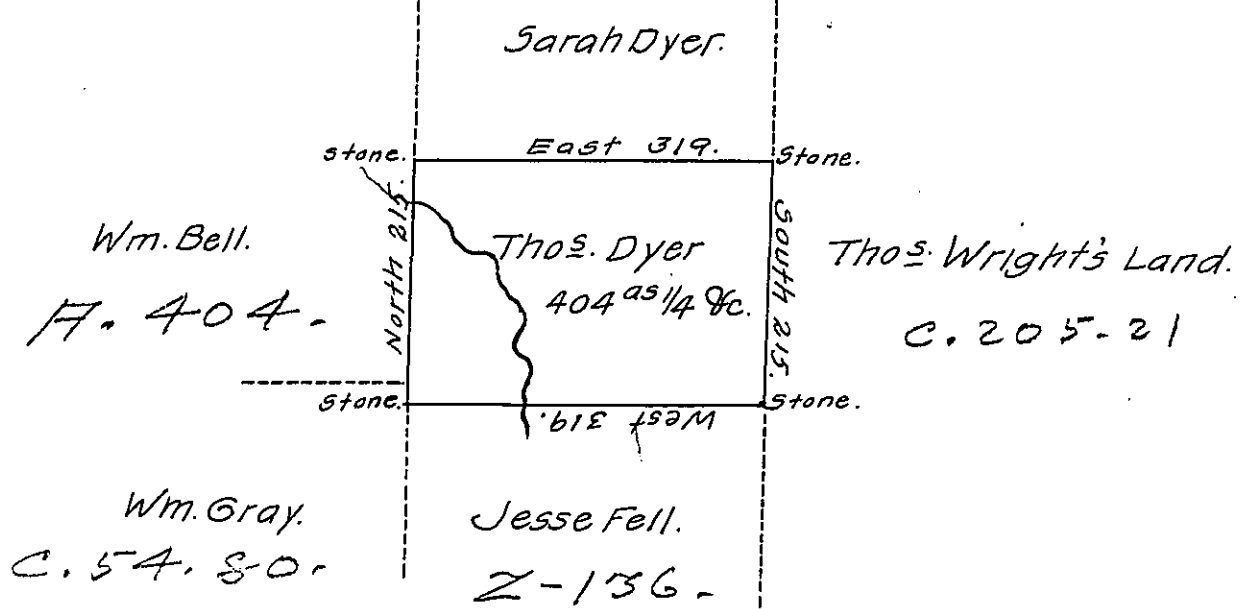 Sarah Dyer.
stone.
East 319.
Stone.
North 215.
Wm. Bell.
A. 404.
Thos. Dyer
404 as 1/4 &c.
South 215.
Thos. Wright's Land.
C. 205-21
Stone.
West 319.
Stone.
Wm. Gray.
C. 54. 80.
Jesse Fell.
Z-136.